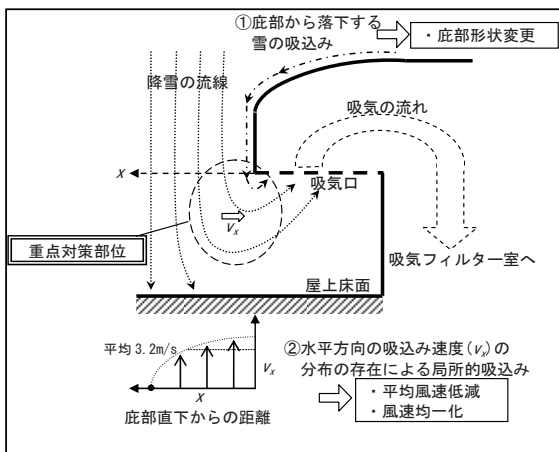 ①庇部から落下する
雪の吸込み
・庇部形状変更
降雪の流線
吸気の流れ
x
吸気口
Vx
重点対策部位
吸気フィルター室へ
屋上床面
平均3.2m/s
Vx
x
庇部直下からの距離
②水平方向の吸込み速度(Vx)の
分布の存在による局所的吸込み
・平均風速低減
・風速均一化